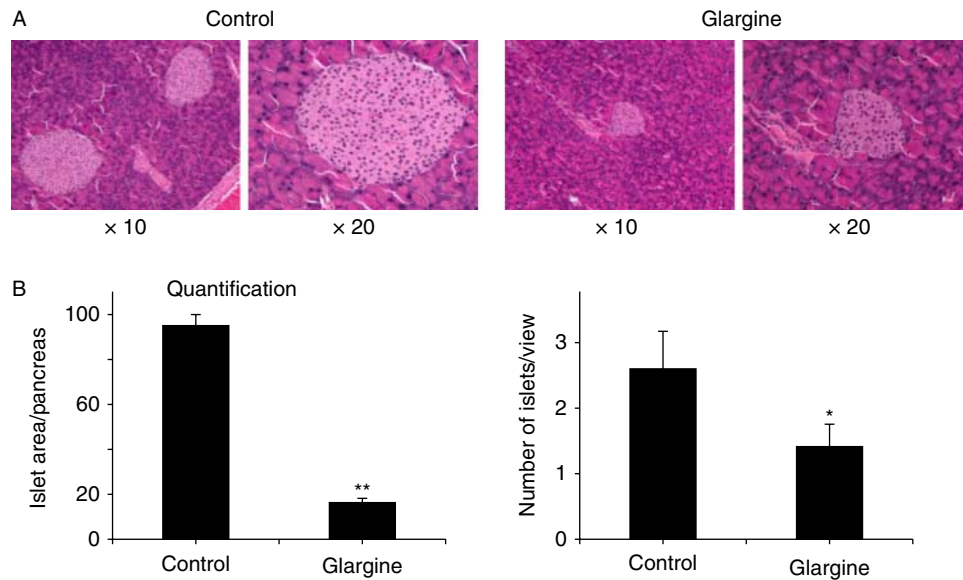 A
Control
Glargine
× 10
× 20
× 10
× 20
B
Quantification
Islet area/pancreas
100
60
20
0
**
Control
Glargine
Number of islets/view
3
2
1
0
*
Control
Glargine